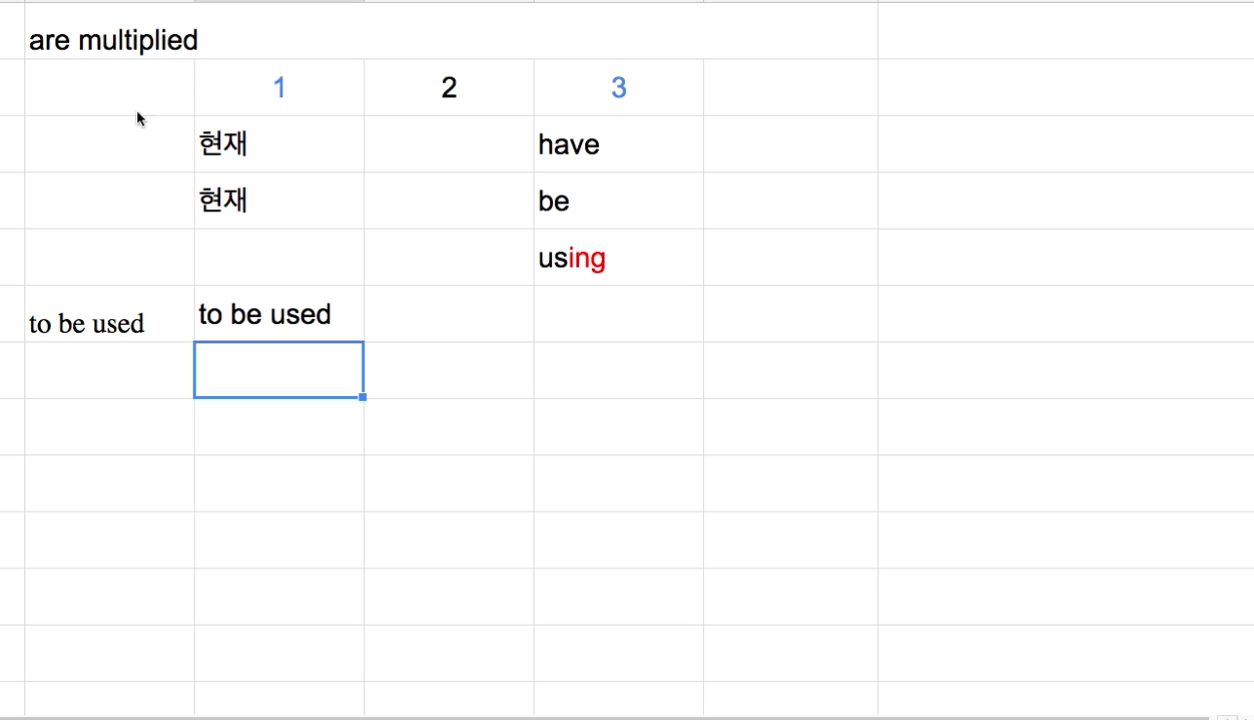 are multiplied
1 2 3
현재 have
현재 be
using
to be used to be used